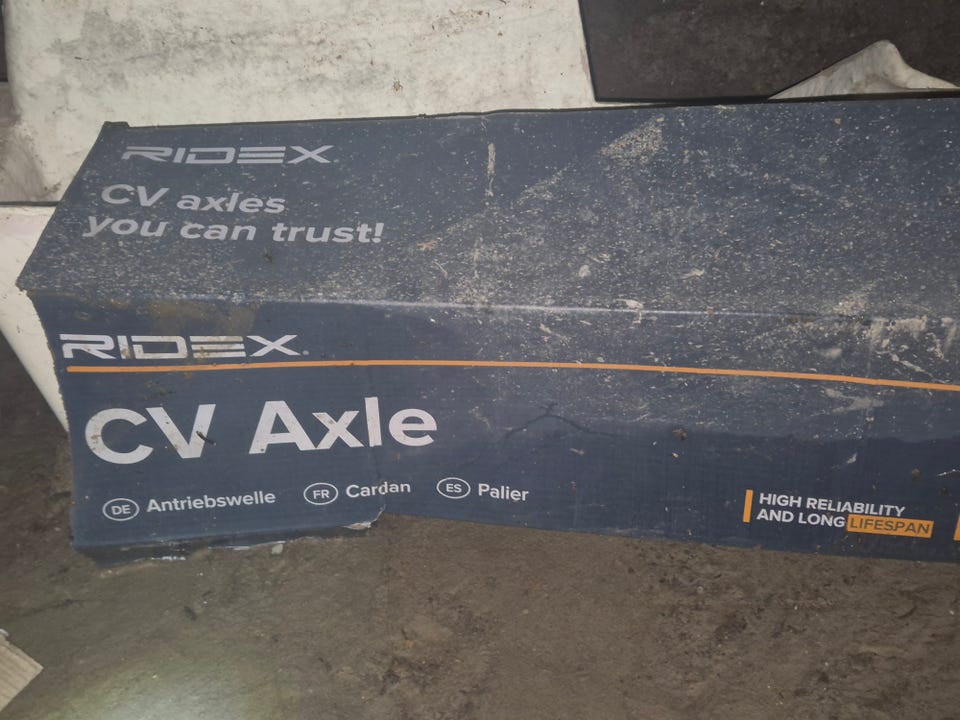 RIDEX
CV axles
you can trust!
RIDEX
CV Axle
DE Antriebswelle FR Cardan ES Palier
HIGH RELIABILITY
AND LONG LIFESPAN